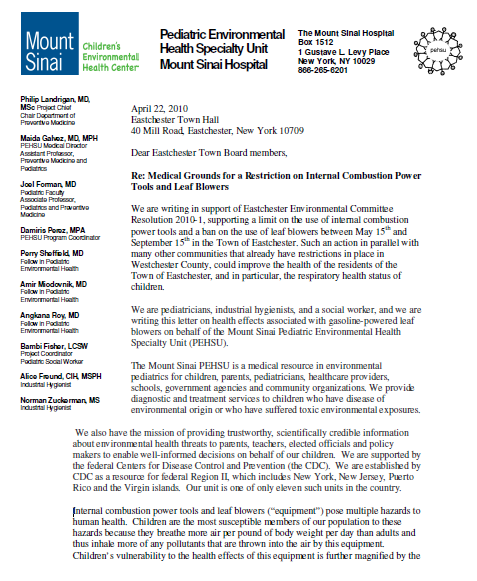 Mount
Sinai
Children's
Environmental
Health Center
Pediatric Environmental
Health Specialty Unit
Mount Sinai Hospital
The Mount Sinai Hospital
Box 1512
1 Gustave L. Levy Place
New York, NY 10029
866-265-6201
pehsu
Philip Landrigan, MD,
MSc Project Chief
Chair Department of
Preventive Medicine
Maida Galvez, MD, MPH
PEHSU Medical Director
Assistant Professor,
Preventive Medicine and
Pediatrics
Joel Forman, MD
Pediatric Faculty
Associate Professor,
Pediatrics and Preventive
Medicine
Damiris Perez, MPA
PEHSU Program Coordinator
Perry Sheffield, MD
Fellow in Pediatric
Environmental Health
Amir Miodovnik, MD
Fellow in Pediatric
Environmental Health
Angkana Roy, MD
Fellow in Pediatric
Environmental Health
Bambi Fisher, LCSW
Project Coordinator
Pediatric Social Worker
Alice Freund, CIH, MSPH
Industrial Hygienist
Norman Zuckerman, MS
Industrial Hygienist
April 22, 2010
Eastchester Town Hall
40 Mill Road, Eastchester, New York 10709
Dear Eastchester Town Board members,
Re: Medical Grounds for a Restriction on Internal Combustion Power
Tools and Leaf Blowers
We are writing in support of Eastchester Environmental Committee
Resolution 2010-1, supporting a limit on the use of internal combustion
power tools and a ban on the use of leaf blowers between May 15th and
September 15th in the Town of Eastchester. Such an action in parallel with
many other communities that already have restrictions in place in
Westchester County, could improve the health of the residents of the
Town of Eastchester, and in particular, the respiratory health status of
children.
We are pediatricians, industrial hygienists, and a social worker, and we are
writing this letter on health effects associated with gasoline-powered leaf
blowers on behalf of the Mount Sinai Pediatric Environmental Health
Specialty Unit (PEHSU).
The Mount Sinai PEHSU is a medical resource in environmental
pediatrics for children, parents, pediatricians, healthcare providers,
schools, government agencies and community organizations. We provide
diagnostic and treatment services to children who have disease of
environmental origin or who have suffered toxic environmental exposures.
We also have the mission of providing trustworthy, scientifically credible information
about environmental health threats to parents, teachers, elected officials and policy
makers to enable well-informed decisions on behalf of our children. We are supported by
the federal Centers for Disease Control and Prevention (the CDC). We are established by
CDC as a resource for federal Region II, which includes New York, New Jersey, Puerto
Rico and the Virgin islands. Our unit is one of only eleven such units in the country.
Internal combustion power tools and leaf blowers ("equipment") pose multiple hazards to
human health. Children are the most susceptible members of our population to these
hazards because they breathe more air per pound of body weight per day than adults and
thus inhale more of any pollutants that are thrown into the air by this equipment.
Children's vulnerability to the health effects of this equipment is further magnified by the